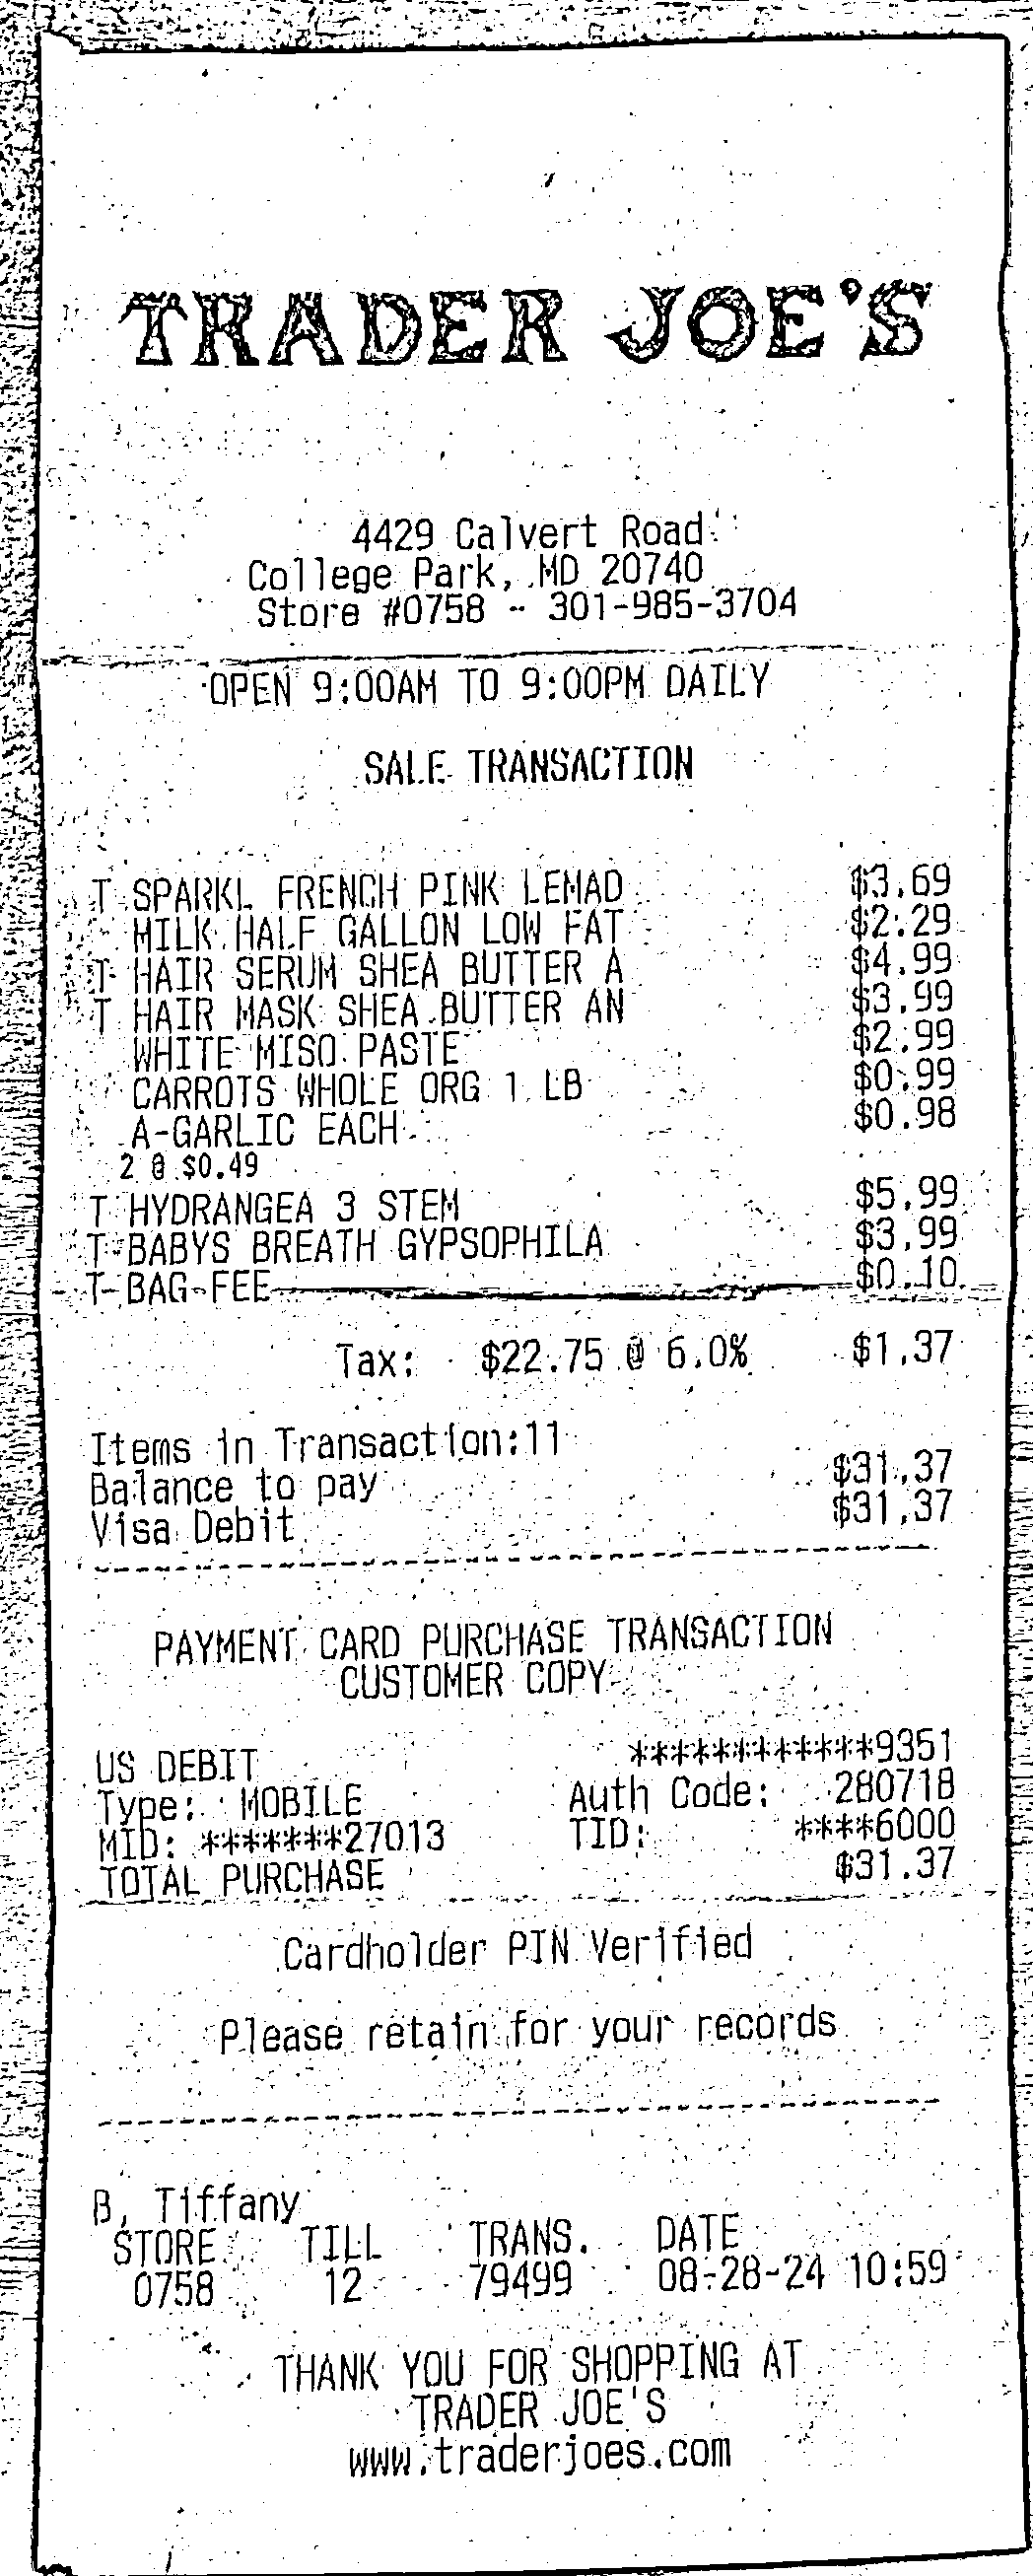 TRADER JOE'S
4429 Calvert Road
College Park, MD 20740
Store #0758 - 301-985-3704
OPEN 9:00AM TO 9:00PM DAILY
SALE TRANSACTION
T SPARKL FRENCH PINK LEMAD $3.69
MILK HALF GALLON LOW FAT $2.29
T HAIR SERUM SHEA BUTTER A $4.99
T HAIR MASK SHEA BUTTER AN $3.99
WHITE MISO PASTE $2.99
CARROTS WHOLE ORG 1 LB $0.99
A-GARLIC EACH $0.98
2 @ $0.49
T HYDRANGEA 3 STEM $5.99
T BABYS BREATH GYPSOPHILA $3.99
T BAG FEE $0.10
Tax: $22.75 @ 6.0% $1.37
Items in Transaction:11
Balance to pay $31.37
Visa Debit $31.37
PAYMENT CARD PURCHASE TRANSACTION
CUSTOMER COPY
US DEBIT ************9351
Type: MOBILE Auth Code: 280718
MID: *******27013 TID: ****6000
TOTAL PURCHASE $31.37
Cardholder PIN Verified
Please retain for your records
B, Tiffany
STORE TILL TRANS. DATE
0758 12 79499 08-28-24 10:59
THANK YOU FOR SHOPPING AT
TRADER JOE'S
www.traderjoes.com